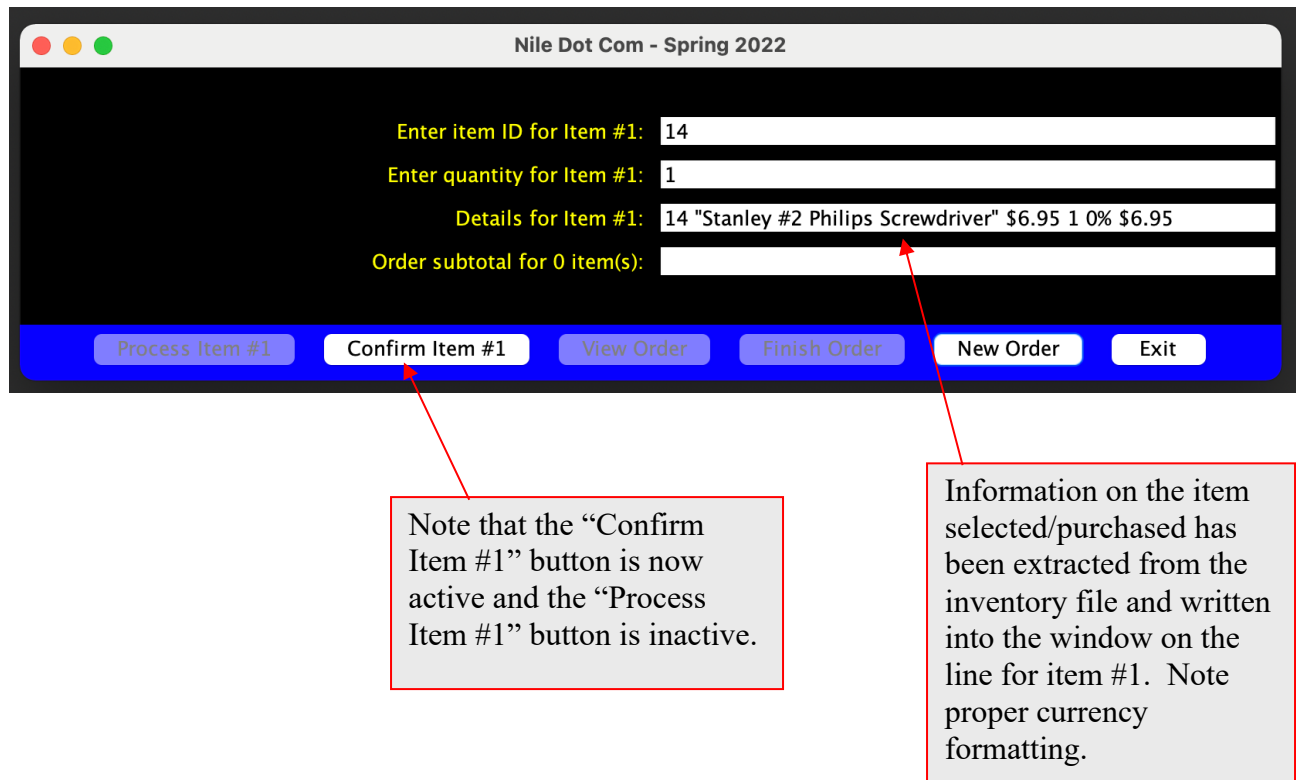 Nile Dot Com - Spring 2022
Enter item ID for Item #1: 14
Enter quantity for Item #1: 1
Details for Item #1: 14 "Stanley #2 Philips Screwdriver" $6.95 1 0% $6.95
Order subtotal for 0 item(s):
Process Item #1 Confirm Item #1 View Order Finish Order New Order Exit
Note that the “Confirm
Item #1” button is now
active and the “Process
Item #1” button is inactive.
Information on the item
selected/purchased has
been extracted from the
inventory file and written
into the window on the
line for item #1.  Note
proper currency
formatting.